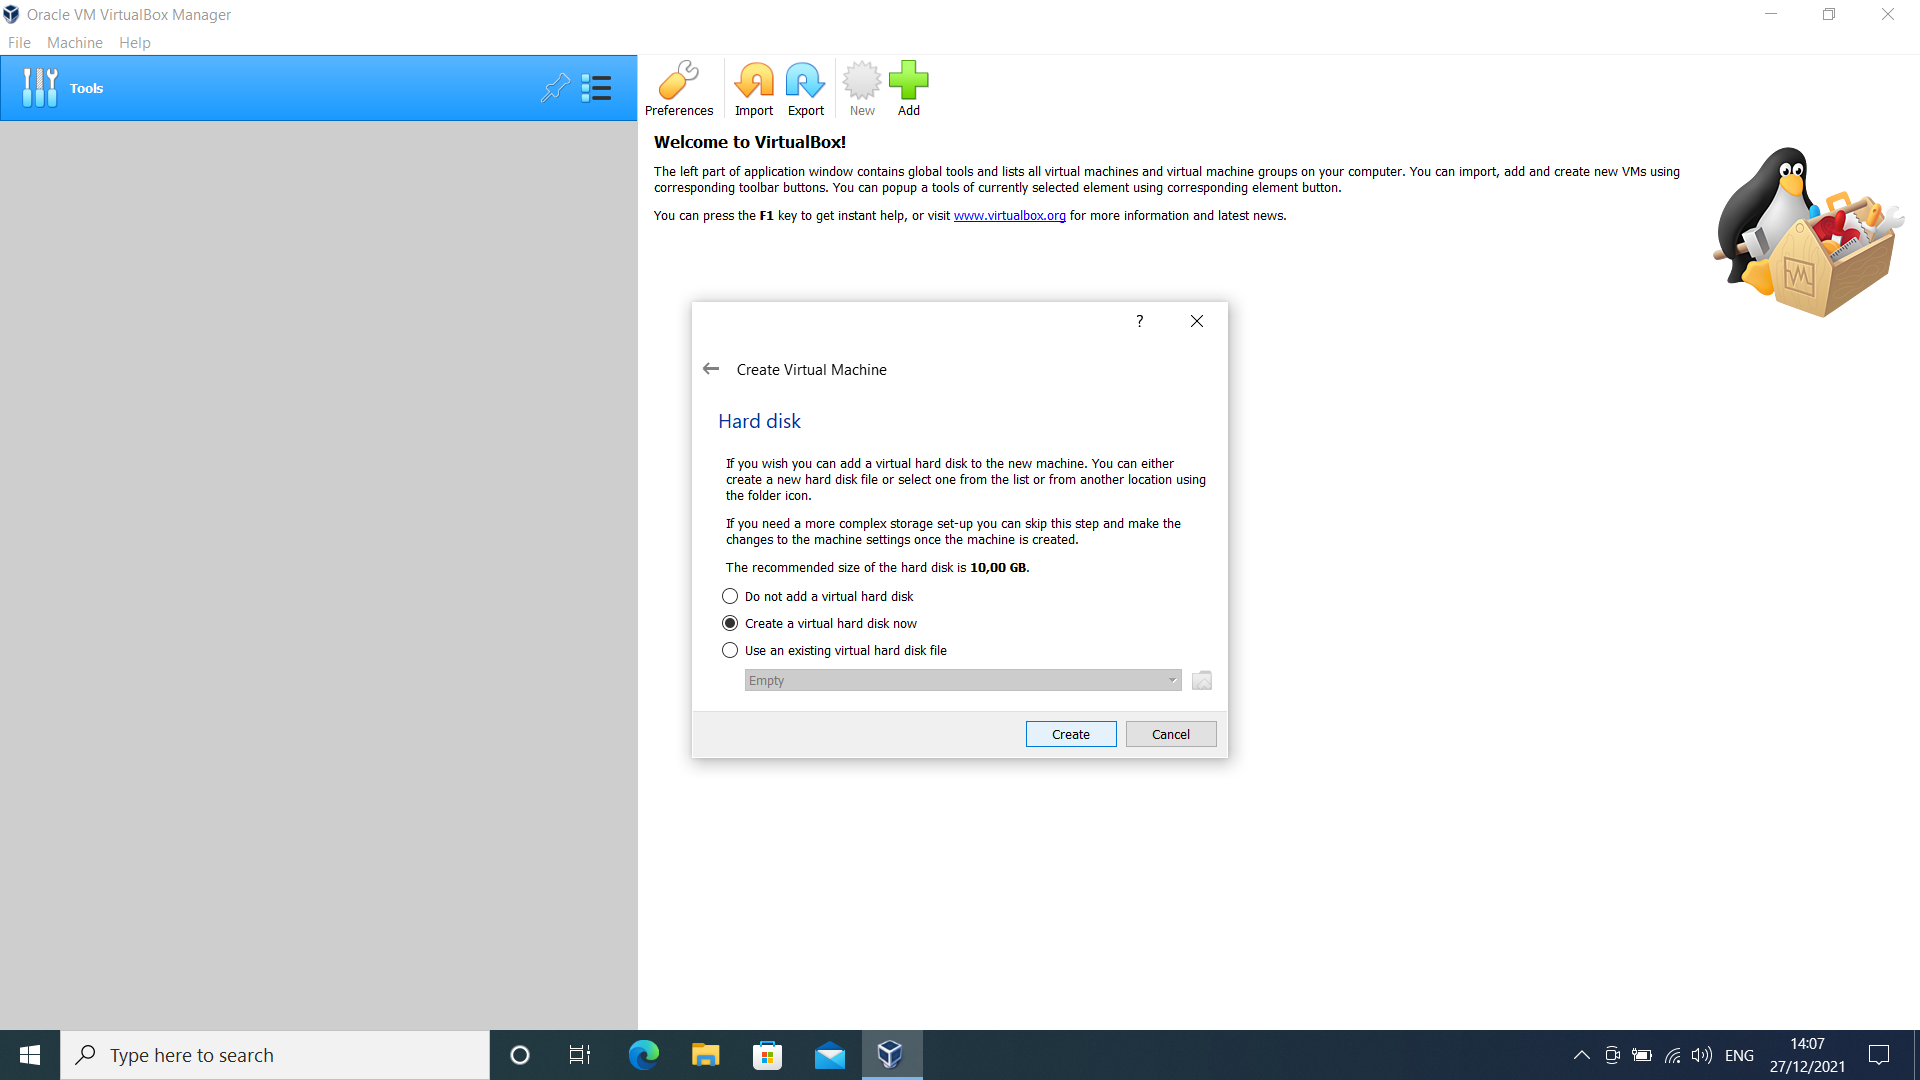 Oracle VM VirtualBox Manager
File Machine Help
Tools
Preferences Import Export New Add
Welcome to VirtualBox!
The left part of application window contains global tools and lists all virtual machines and virtual machine groups on your computer. You can import, add and create new VMs using
corresponding toolbar buttons. You can popup a tools of currently selected element using corresponding element button.
You can press the F1 key to get instant help, or visit www.virtualbox.org for more information and latest news.
?
Create Virtual Machine
Hard disk
If you wish you can add a virtual hard disk to the new machine. You can either
create a new hard disk file or select one from the list or from another location using
the folder icon.
If you need a more complex storage set-up you can skip this step and make the
changes to the machine settings once the machine is created.
The recommended size of the hard disk is 10,00 GB.
Do not add a virtual hard disk
Create a virtual hard disk now
Use an existing virtual hard disk file
Empty
Create Cancel
Type here to search
ENG
14:07
27/12/2021